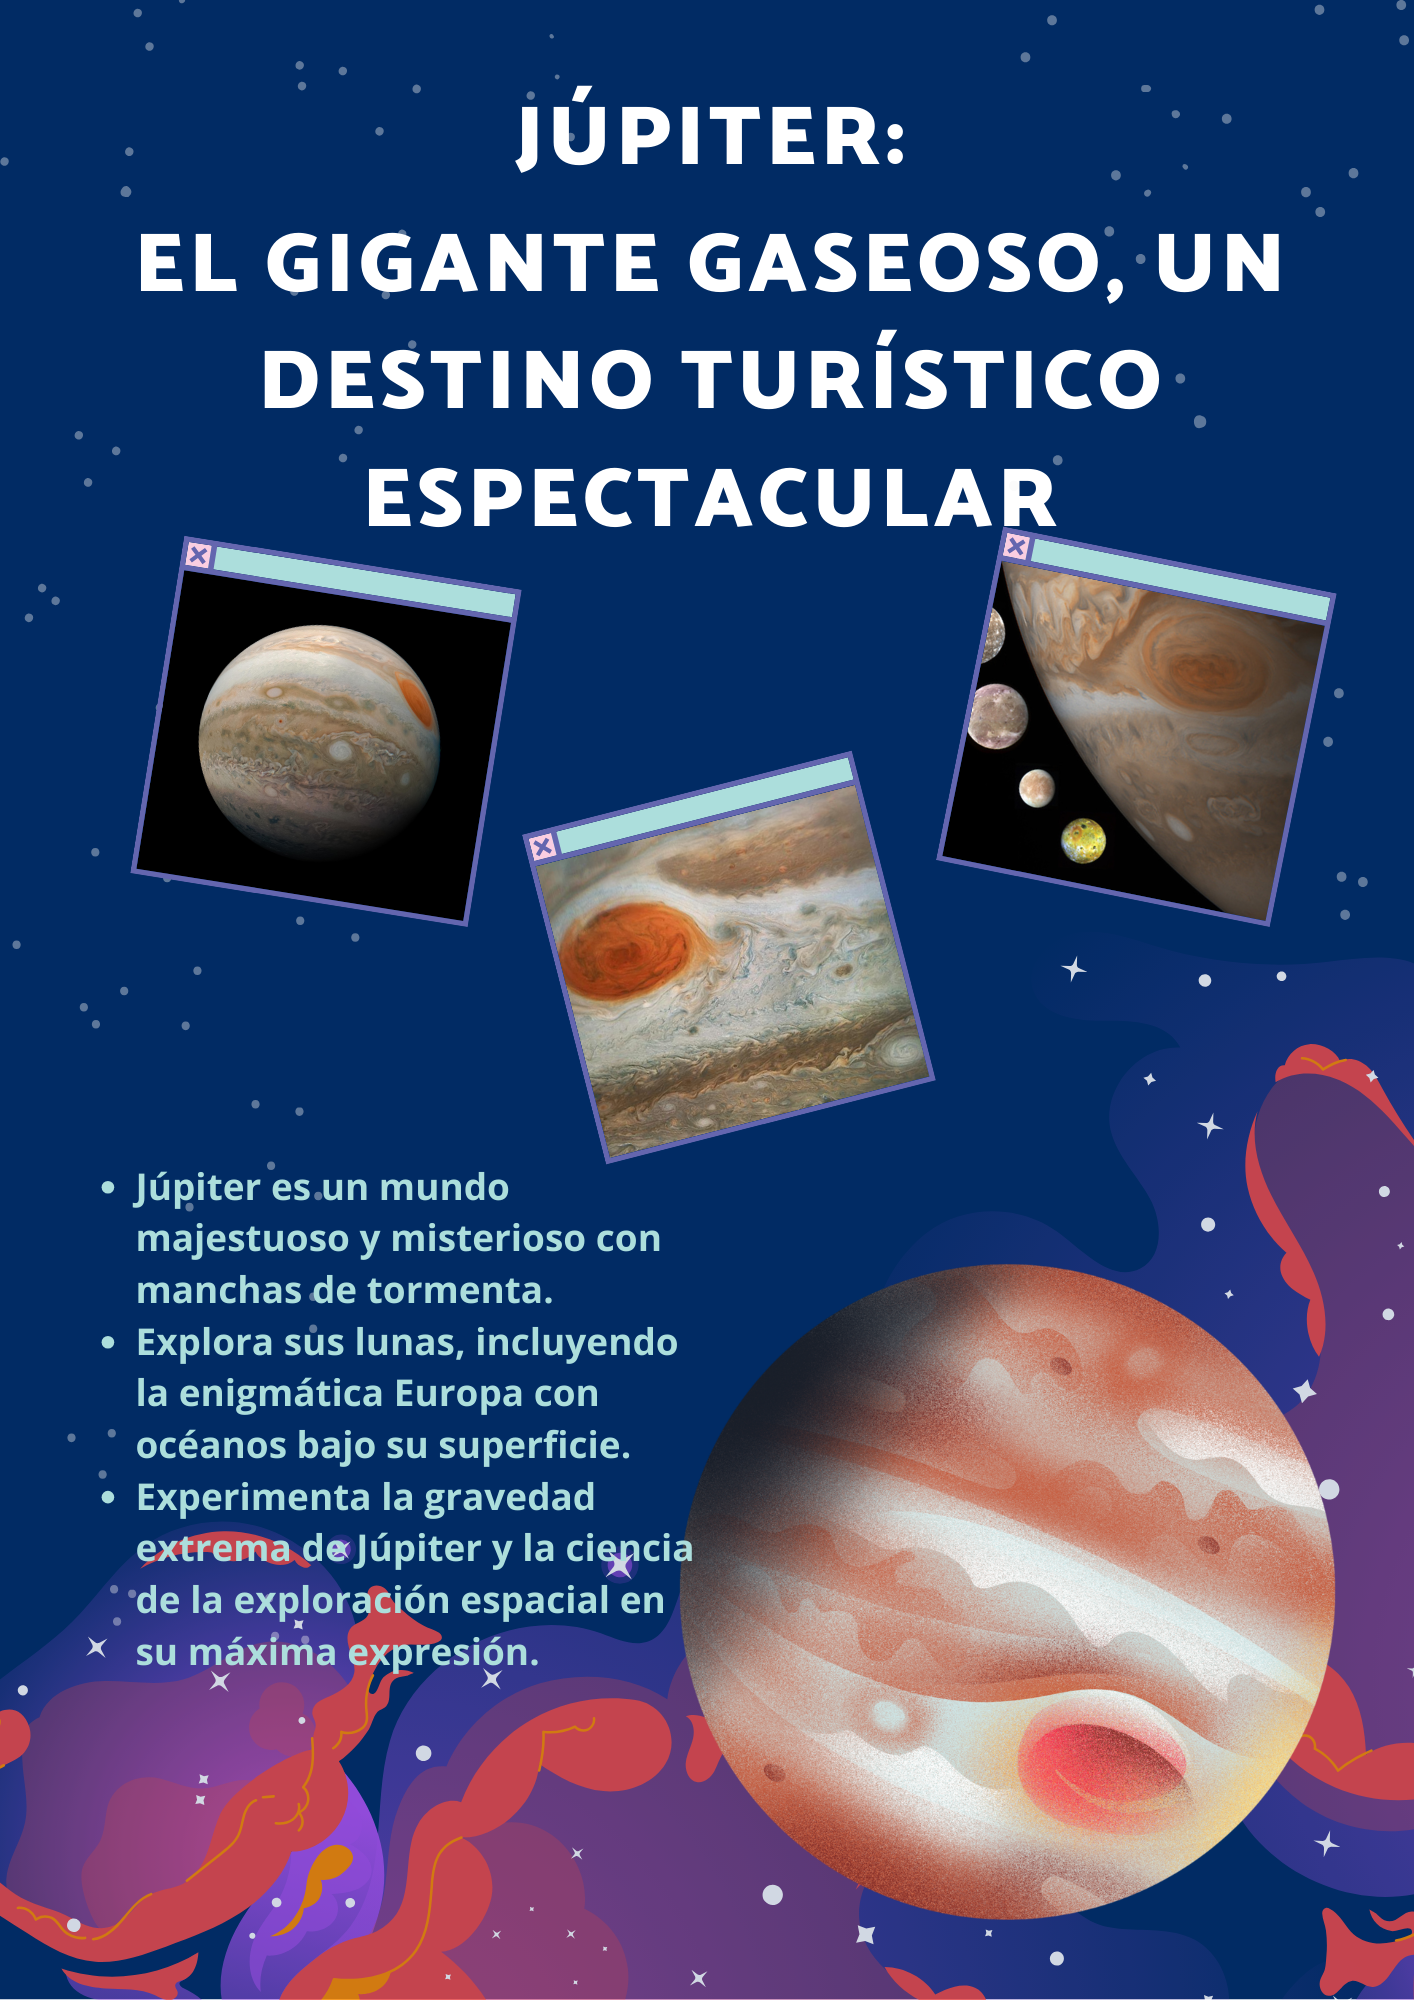 JÚPITER:
EL GIGANTE GASEOSO, UN
DESTINO TURÍSTICO
ESPECTACULAR
• Júpiter es un mundo
majestuoso y misterioso con
manchas de tormenta.
• Explora sus lunas, incluyendo
la enigmática Europa con
océanos bajo su superficie.
• Experimenta la gravedad
extrema de Júpiter y la ciencia
de la exploración espacial en
su máxima expresión.